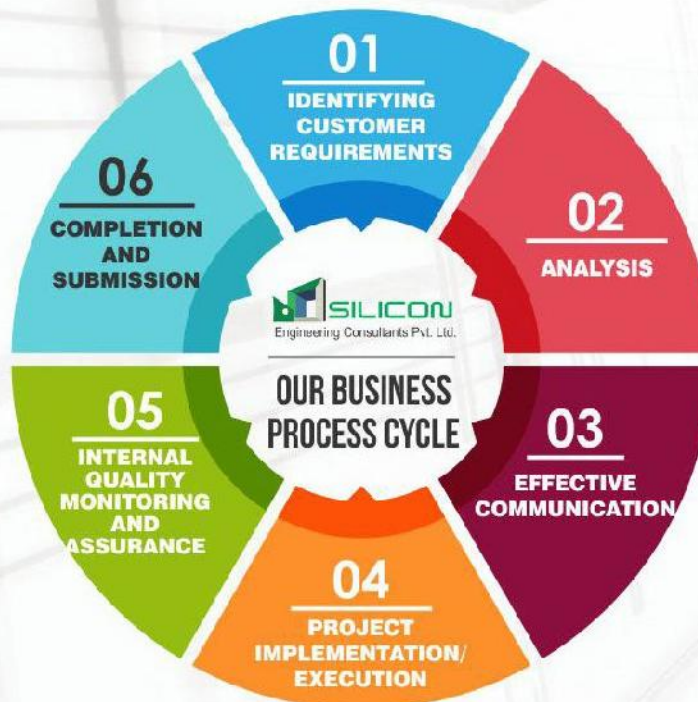 01
IDENTIFYING
CUSTOMER
REQUIREMENTS
02
ANALYSIS
03
EFFECTIVE
COMMUNICATION
04
PROJECT
IMPLEMENTATION/
EXECUTION
05
INTERNAL
QUALITY
MONITORING
AND
ASSURANCE
06
COMPLETION
AND
SUBMISSION
SILICON
Engineering Consultants Pvt. Ltd.
OUR BUSINESS
PROCESS CYCLE